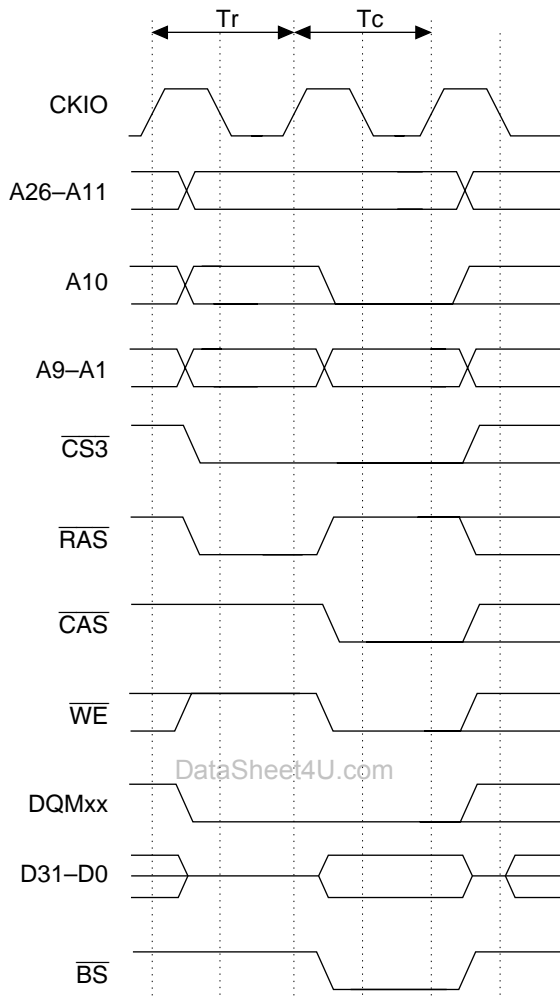 Tr
Tc
CKIO
A26–A11
A10
A9–A1
CS3
RAS
CAS
WE
DataSheet4U.com
DQMxx
D31–D0
BS